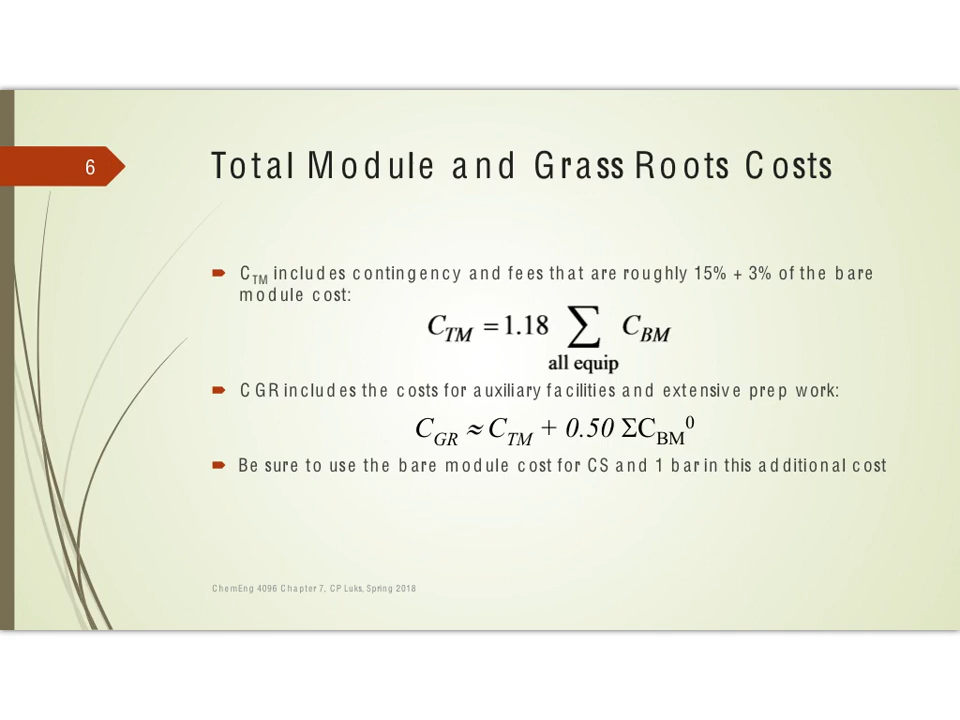 6
Total Module and Grass Roots Costs
C_TM includes contingency and fees that are roughly 15% + 3% of the bare
module cost:
C_TM = 1.18 ∑ C_BM
all equip
CGR includes the costs for auxiliary facilities and extensive prep work:
C_GR ≈ C_TM + 0.50 ΣC_BM^0
Be sure to use the bare module cost for CS and 1 bar in this additional cost
ChemEng 4096 Chapter 7, CP Luks, Spring 2018